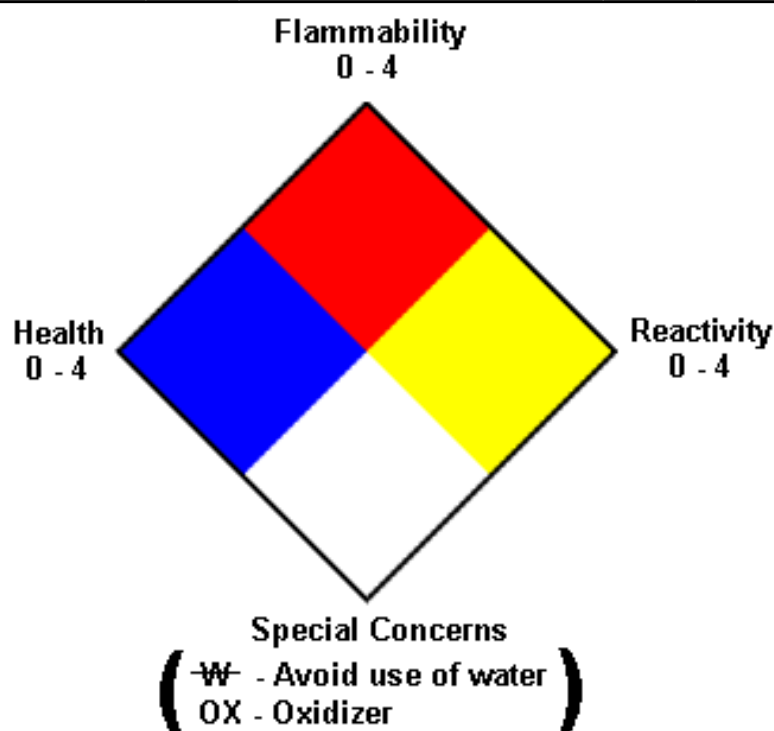 Flammability
0 - 4
Health
0 - 4
Reactivity
0 - 4
Special Concerns
( W - Avoid use of water )
OX - Oxidizer